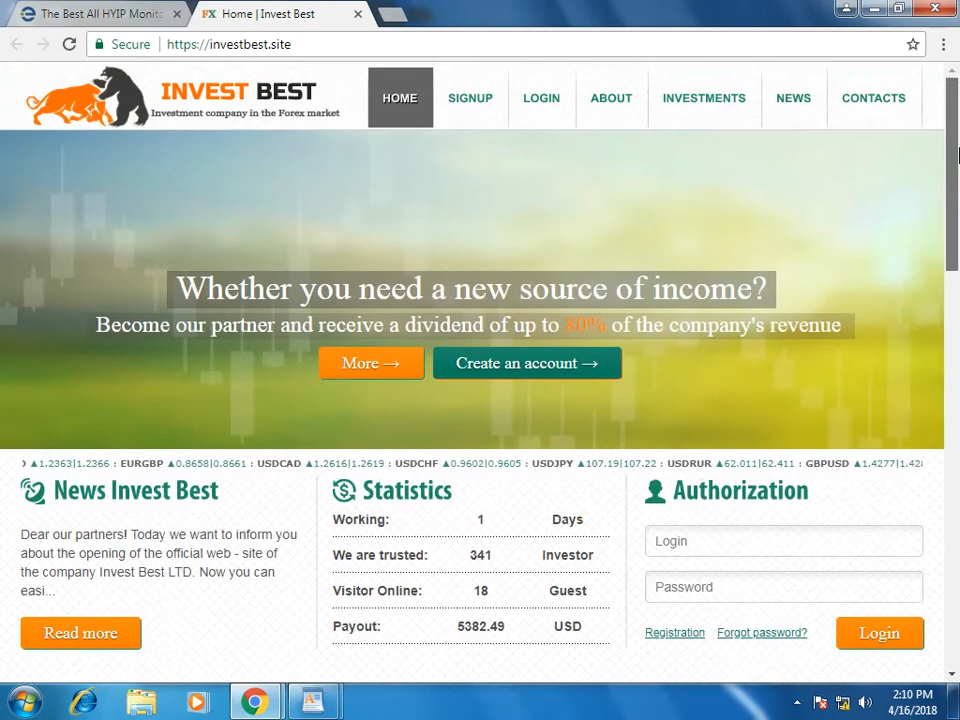 The Best All HYIP Monito
FX Home | Invest Best
Secure https://investbest.site
INVEST BEST
Investment company in the Forex market
HOME SIGNUP LOGIN ABOUT INVESTMENTS NEWS CONTACTS
Whether you need a new source of income?
Become our partner and receive a dividend of up to 80% of the company's revenue
More →
Create an account →
▲1.2363|1.2366 : EURGBP ▲0.8658|0.8661 : USDCAD ▲1.2616|1.2619 : USDCHF ▲0.9602|0.9605 : USDJPY ▲107.19|107.22 : USDRUR ▲62.011|62.411 : GBPUSD ▲1.4277|1.42
News Invest Best
Dear our partners! Today we want to inform you
about the opening of the official web - site of
the company Invest Best LTD. Now you can
easi...
Read more
Statistics
Working: 1 Days
We are trusted: 341 Investor
Visitor Online: 18 Guest
Payout: 5382.49 USD
Authorization
Login
Password
Registration Forgot password? Login
2:10 PM
4/16/2018